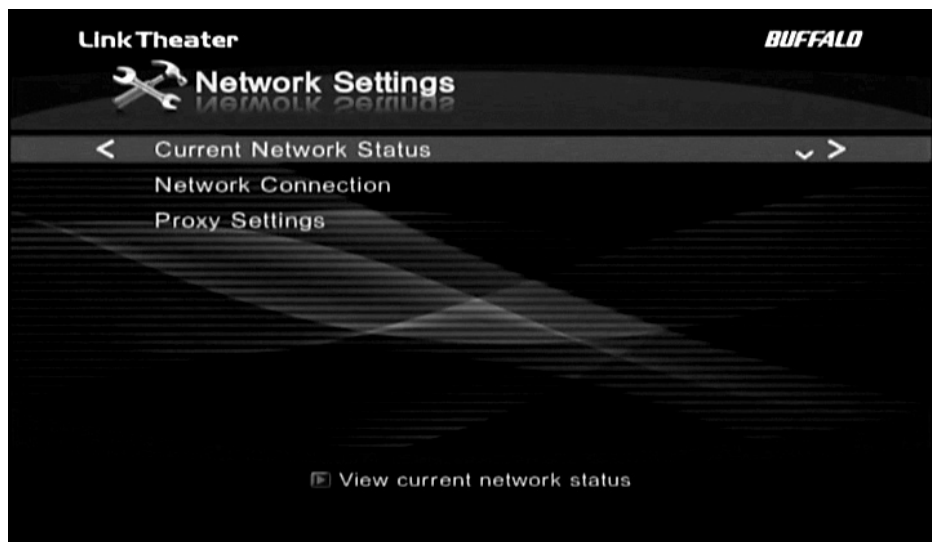 LinkTheater
BUFFALO
Network Settings
< Current Network Status >
Network Connection
Proxy Settings
View current network status